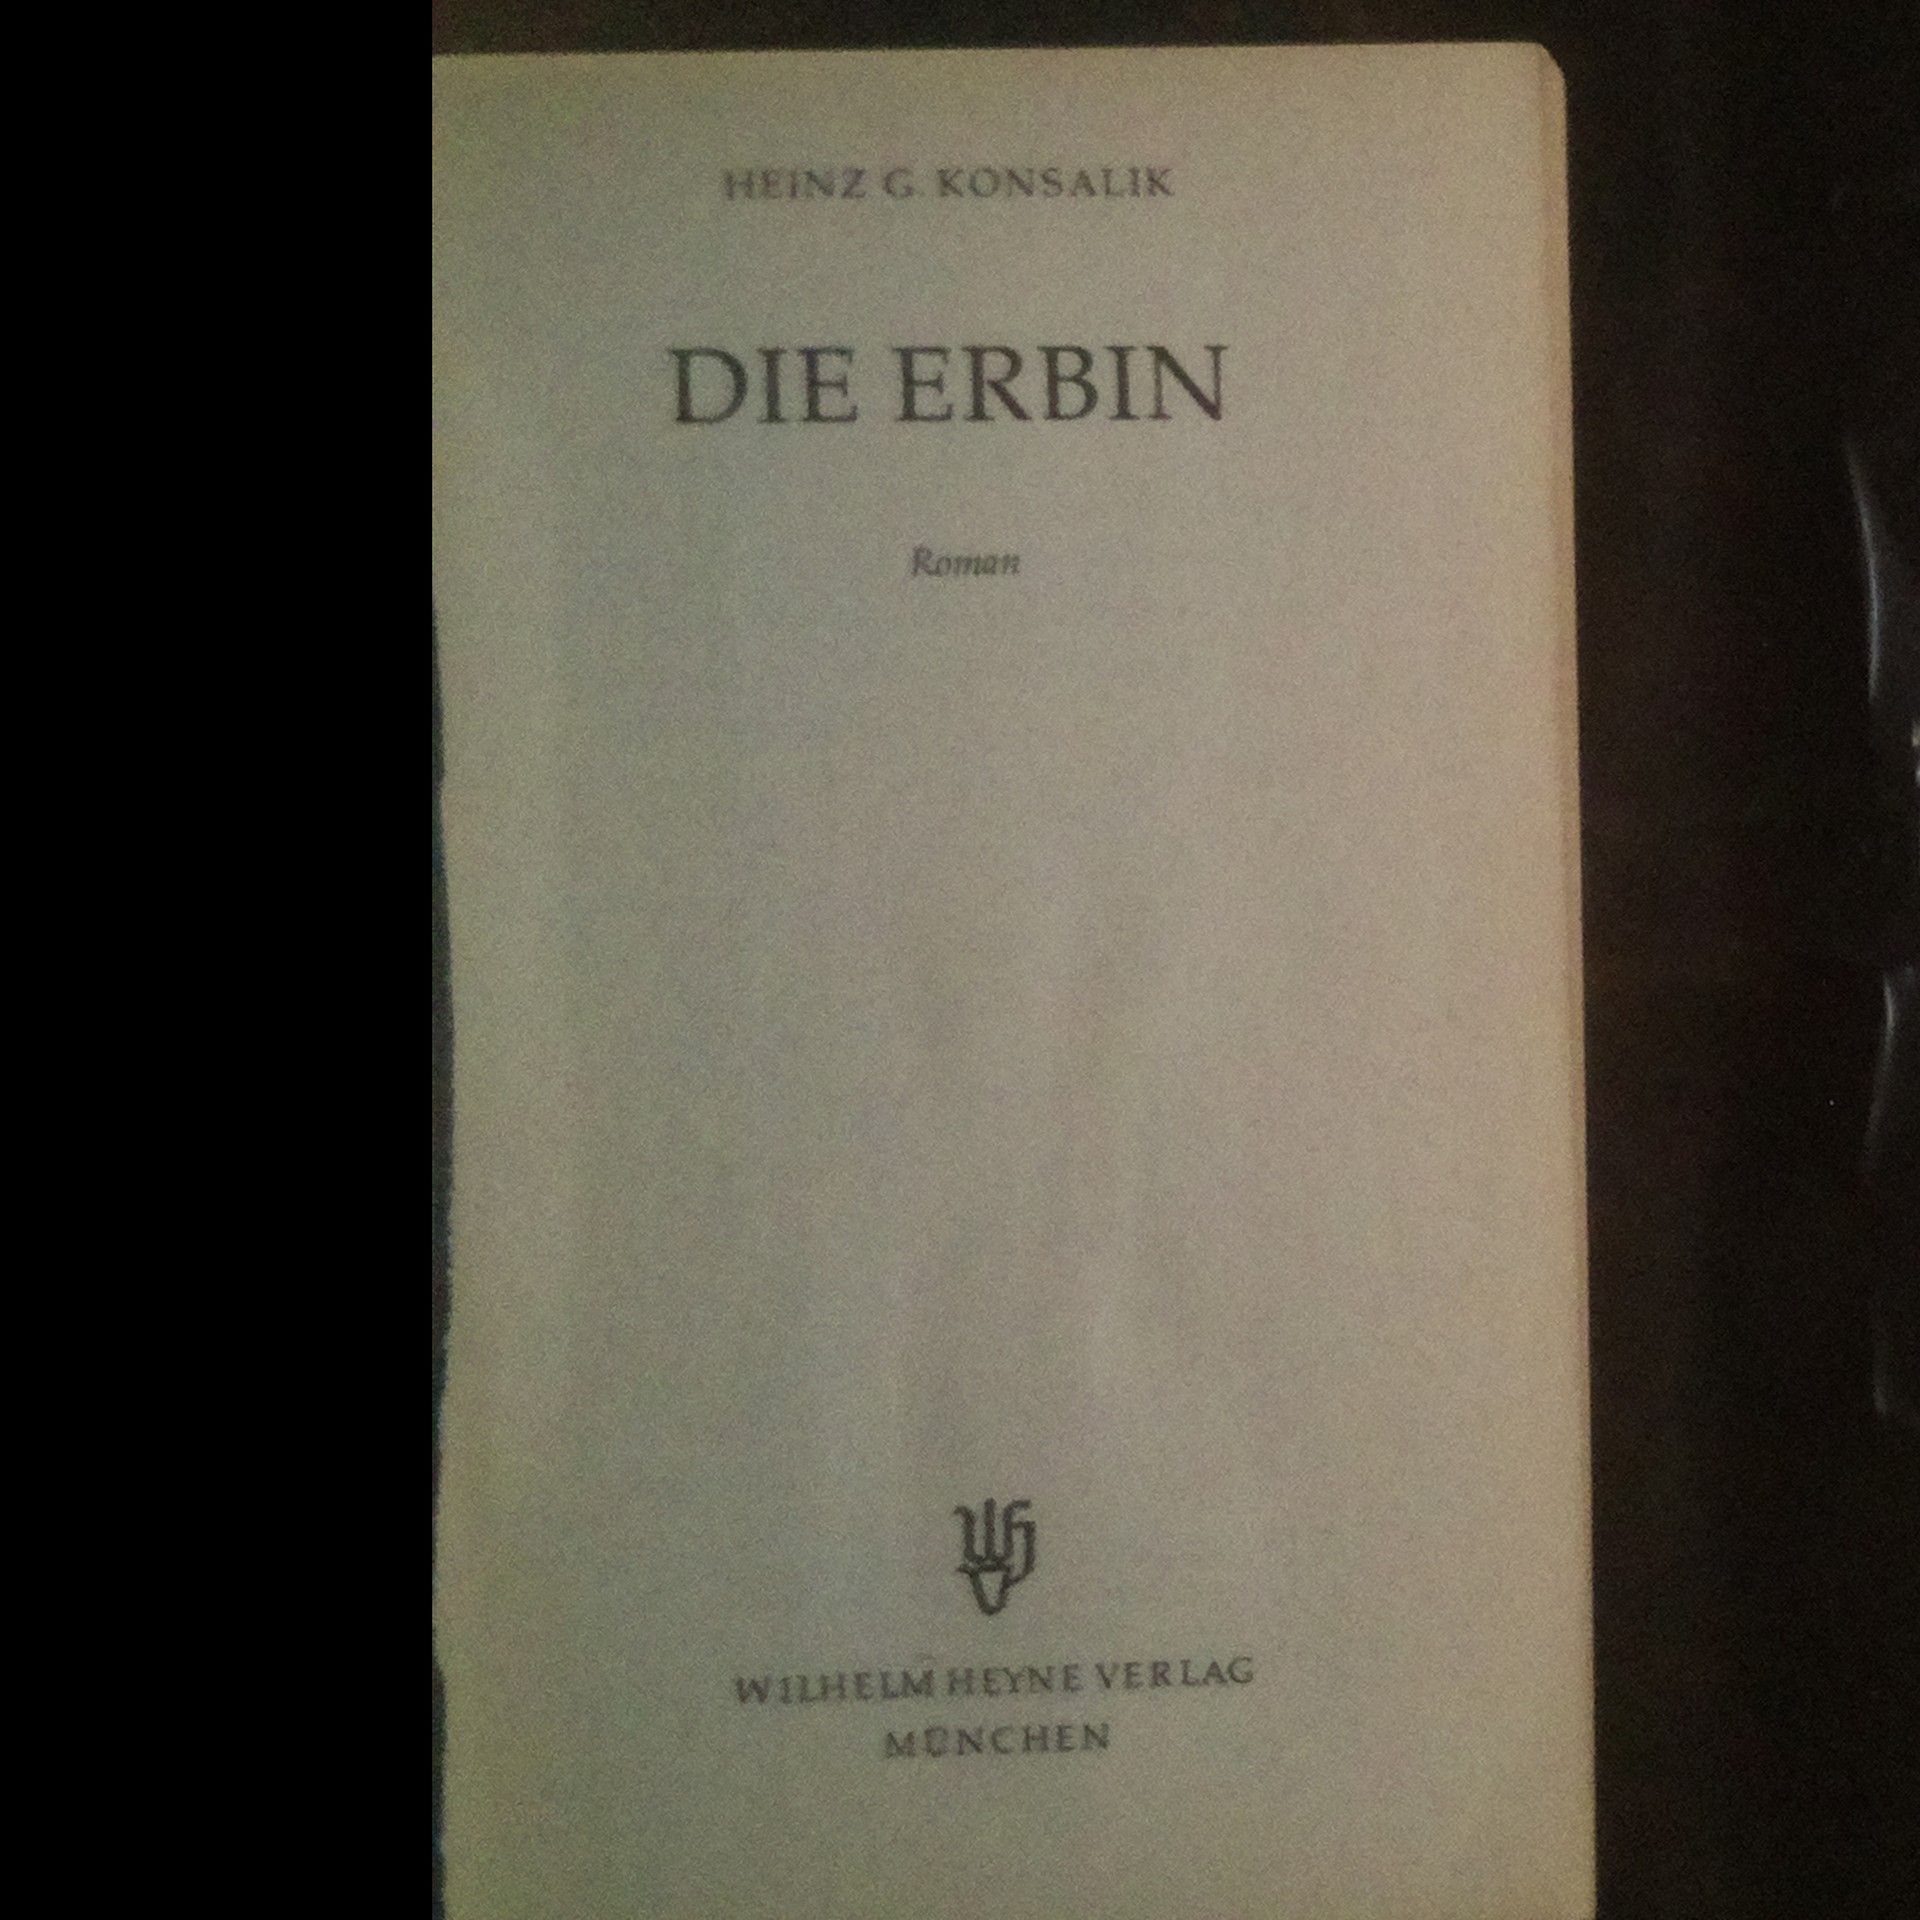 HEINZ G. KONSALIK
DIE ERBIN
Roman
WILHELM HEYNE VERLAG
MÜNCHEN